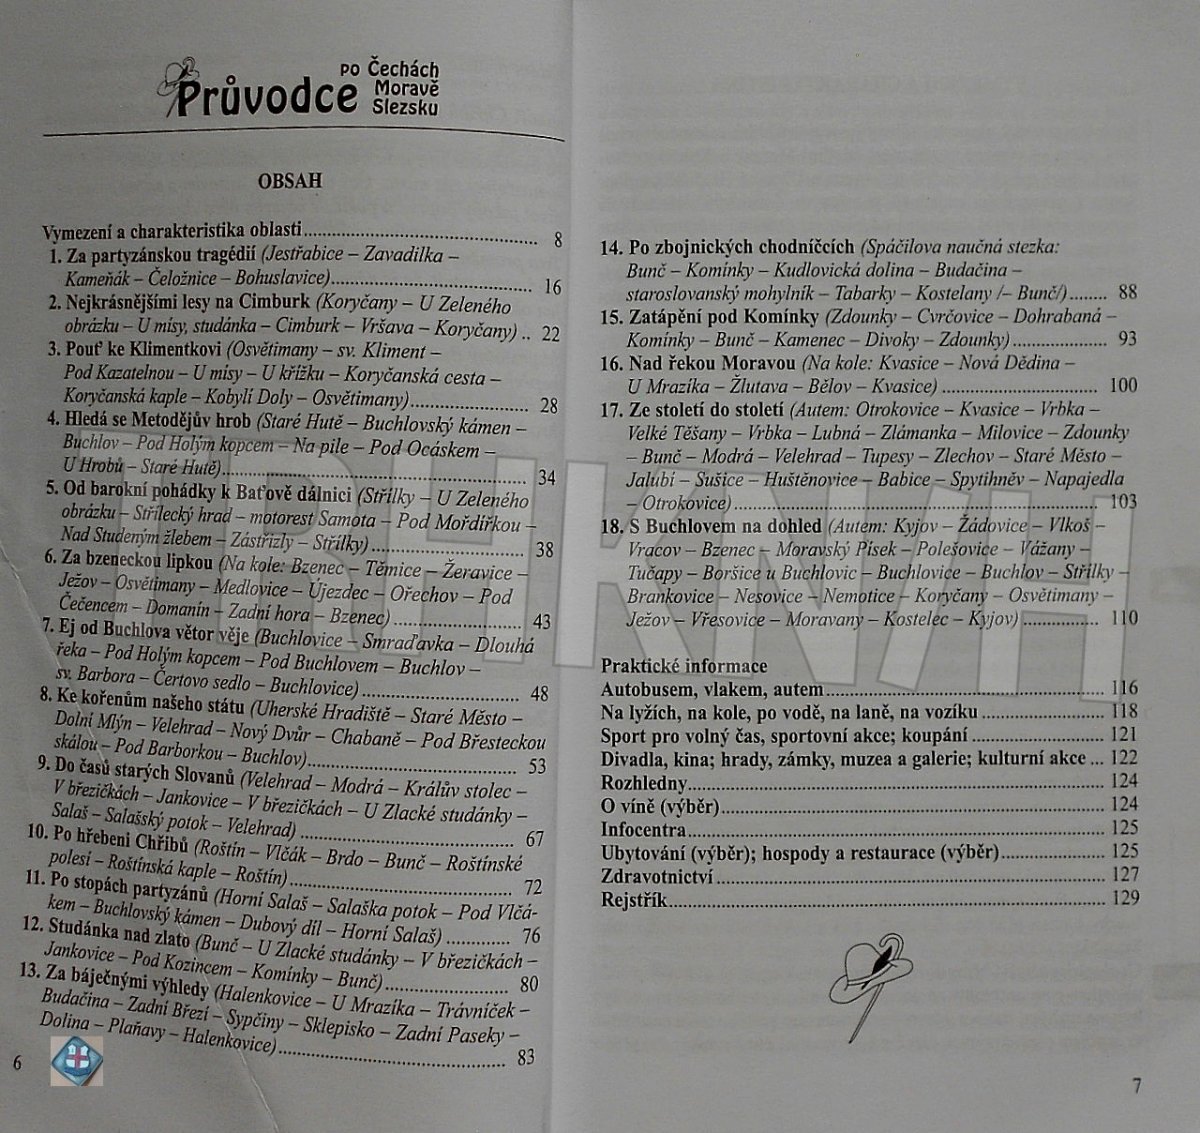 Průvodce
po Čechách
Moravě
Slezsku
OBSAH
Vymezení a charakteristika oblasti.......... 8
1. Za partyzánskou tragédií (Jestřabice – Zavadilka –
Kameňák – Čeložnice – Bohuslavice).......... 16
2. Nejkrásnějšími lesy na Cimburk (Koryčany – U Zeleného
obrázku – U mísy, studánka – Cimburk – Vršava – Koryčany) .. 22
3. Pouť ke Klimentkovi (Osvětimany – sv. Kliment –
Pod Kazatelnou – U mísy – U křížku – Koryčanská cesta –
Koryčanská kaple – Kobylí Doly – Osvětimany).......... 28
4. Hledá se Metodějův hrob (Staré Hutě – Buchlovský kámen –
Buchlov – Pod Holým kopcem – Na pile – Pod Ocáskem –
U Hrobů – Staré Hutě).......... 34
5. Od barokní pohádky k Baťově dálnici (Střílky – U Zeleného
obrázku – Střílecký hrad – motorest Samota – Pod Mořdířkou –
Nad Studeným žlebem – Zástřizly – Střílky).......... 38
6. Za bzeneckou lipkou (Na kole: Bzenec – Těmice – Žeravice –
Ježov – Osvětimany – Medlovice – Újezdec – Ořechov – Pod
Čečencem – Domanín – Zadní hora – Bzenec).......... 43
7. Ej od Buchlova větor věje (Buchlovice – Smraďavka – Dlouhá
řeka – Pod Holým kopcem – Pod Buchlovem – Buchlov –
sv. Barbora – Čertovo sedlo – Buchlovice).......... 48
8. Ke kořenům našeho státu (Uherské Hradiště – Staré Město –
Dolní Mlýn – Velehrad – Nový Dvůr – Chabaně – Pod Břesteckou
skálou – Pod Barborkou – Buchlov).......... 53
9. Do časů starých Slovanů (Velehrad – Modrá – Králův stolec –
V březičkách – Jankovice – V březičkách – U Zlacké studánky –
Salaš – Salašský potok – Velehrad).......... 67
10. Po hřebeni Chřibů (Roštín – Vlčák – Brdo – Bunč – Roštínské
polesí – Roštínská kaple – Roštín).......... 72
11. Po stopách partyzánů (Horní Salaš – Salaška potok – Pod Vlčá-
kem – Buchlovský kámen – Dubový díl – Horní Salaš).......... 76
12. Studánka nad zlato (Bunč – U Zlacké studánky – V březičkách –
Jankovice – Pod Kozincem – Komínky – Bunč).......... 80
13. Za báječnými výhledy (Halenkovice – U Mrazíka – Trávníček –
Budačina – Zadní Březí – Sypčiny – Sklepisko – Zadní Paseky –
Dolina – Plaňavy – Halenkovice).......... 83
6
14. Po zbojnických chodníčcích (Spáčilova naučná stezka:
Bunč – Komínky – Kudlovická dolina – Budačina –
staroslovanský mohylník – Tabarky – Kostelany /– Bunč/)....... 88
15. Zatápění pod Komínky (Zdounky – Cvrčovice – Dohrabaná –
Komínky – Bunč – Kamenec – Divoky – Zdounky).......... 93
16. Nad řekou Moravou (Na kole: Kvasice – Nová Dědina –
U Mrazíka – Žlutava – Bělov – Kvasice).......... 100
17. Ze století do století (Autem: Otrokovice – Kvasice – Vrbka –
Velké Těšany – Vrbka – Lubná – Zlámanka – Milovice – Zdounky
– Bunč – Modrá – Velehrad – Tupesy – Zlechov – Staré Město –
Jalubí – Sušice – Huštěnovice – Babice – Spytihněv – Napajedla
– Otrokovice).......... 103
18. S Buchlovem na dohled (Autem: Kyjov – Žádovice – Vlkoš –
Vracov – Bzenec – Moravský Písek – Polešovice – Vážany –
Tučapy – Boršice u Buchlovic – Buchlovice – Buchlov – Střílky –
Brankovice – Nesovice – Nemotice – Koryčany – Osvětimany –
Ježov – Vřesovice – Moravany – Kostelec – Kyjov).......... 110
Praktické informace
Autobusem, vlakem, autem.......... 116
Na lyžích, na kole, po vodě, na laně, na vozíku.......... 118
Sport pro volný čas, sportovní akce; koupání.......... 121
Divadla, kina; hrady, zámky, muzea a galerie; kulturní akce ... 122
Rozhledny.......... 124
O víně (výběr).......... 124
Infocentra.......... 125
Ubytování (výběr); hospody a restaurace (výběr).......... 125
Zdravotnictví.......... 127
Rejstřík.......... 129
7